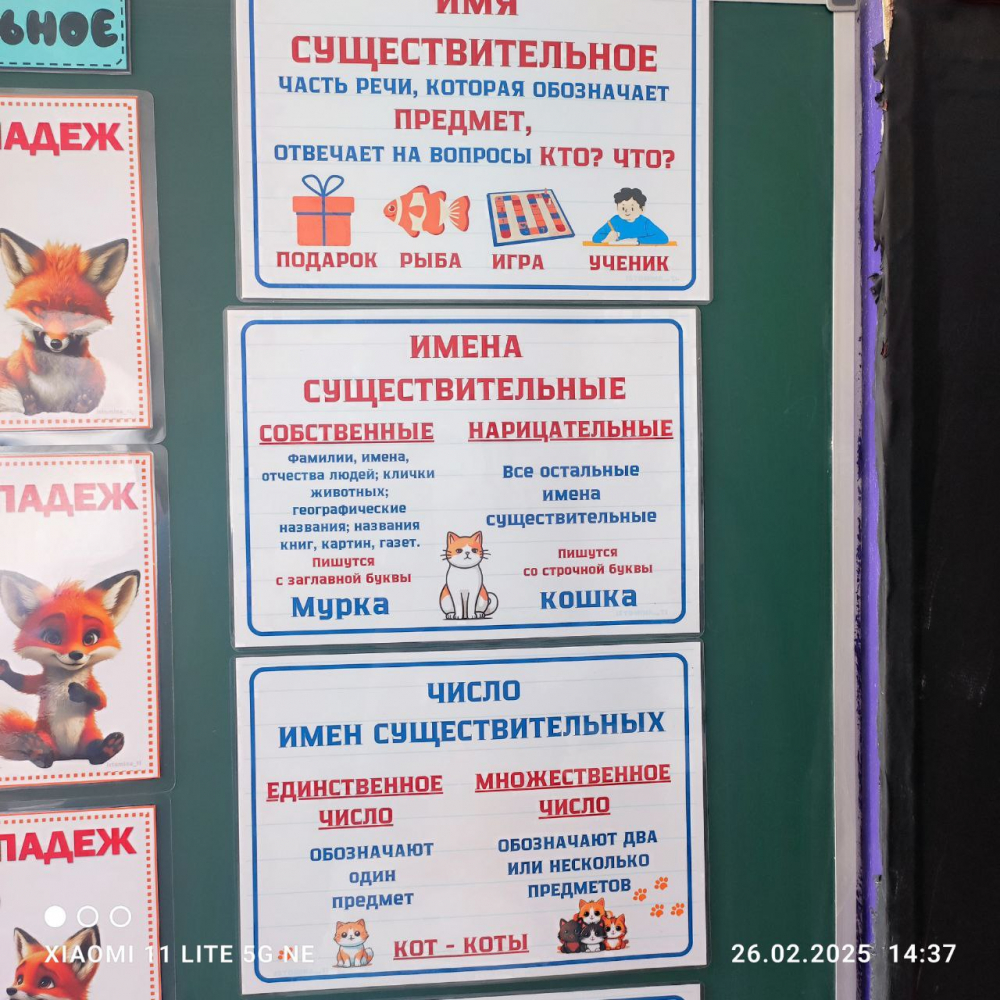 ЬНОЕ
ПАДЕЖ
ПАДЕЖ
ПАДЕЖ
ИМЯ
СУЩЕСТВИТЕЛЬНОЕ
ЧАСТЬ РЕЧИ, КОТОРАЯ ОБОЗНАЧАЕТ
ПРЕДМЕТ,
ОТВЕЧАЕТ НА ВОПРОСЫ КТО? ЧТО?
ПОДАРОК РЫБА ИГРА УЧЕНИК
ИМЕНА
СУЩЕСТВИТЕЛЬНЫЕ
СОБСТВЕННЫЕ
Фамилии, имена,
отчества людей; клички
животных;
географические
названия; названия
книг, картин, газет.
Пишутся
с заглавной буквы
Мурка
НАРИЦАТЕЛЬНЫЕ
Все остальные
имена
существительные
Пишутся
со строчной буквы
кошка
ЧИСЛО
ИМЕН СУЩЕСТВИТЕЛЬНЫХ
ЕДИНСТВЕННОЕ
ЧИСЛО
ОБОЗНАЧАЮТ
ОДИН
предмет
МНОЖЕСТВЕННОЕ
ЧИСЛО
ОБОЗНАЧАЮТ ДВА
ИЛИ НЕСКОЛЬКО
ПРЕДМЕТОВ
КОТ - КОТЫ
XIAOMI 11 LITE 5G NE
26.02.2025 14:37